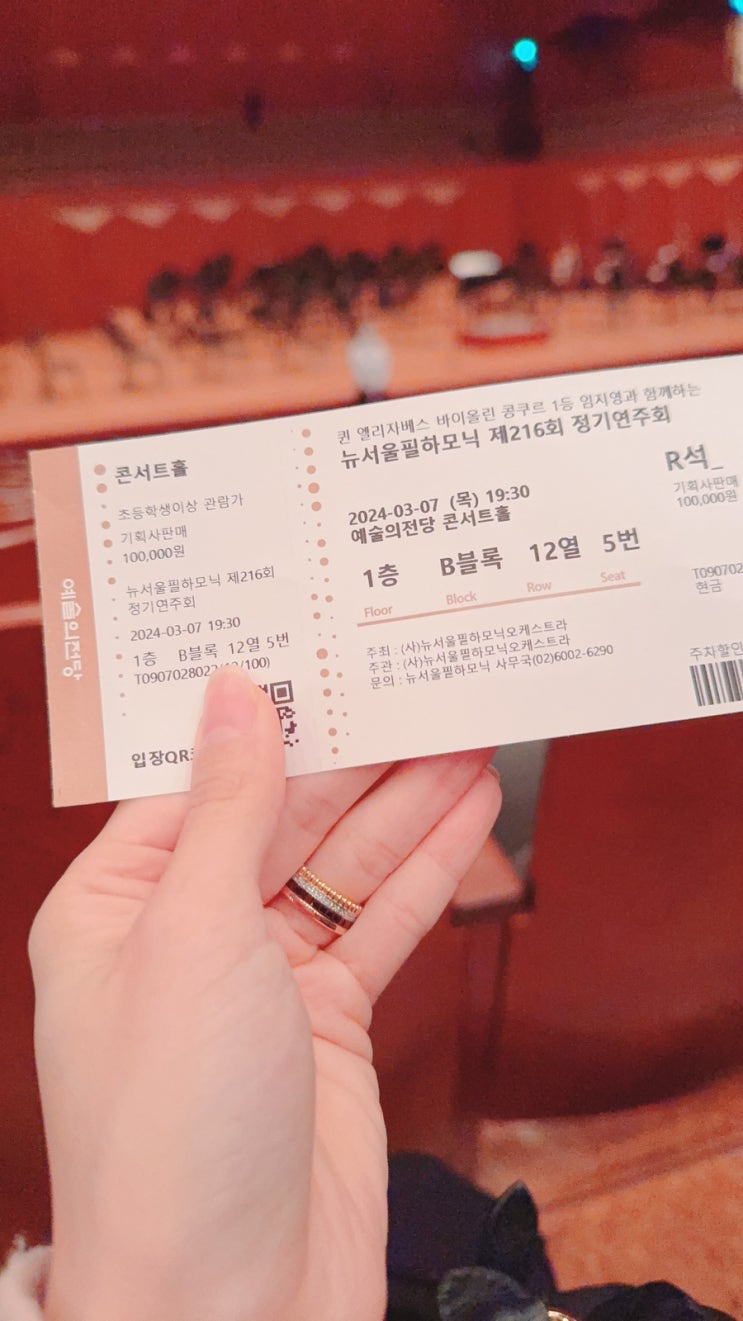 예술의전당
콘서트홀
초등학생이상 관람가
기획사판매
100,000원
뉴서울필하모닉 제216회
정기연주회
2024-03-07 19:30
1층 B블록 12열 5번
/100)
입장QR
퀸 엘리자베스 바이올린 콩쿠르 1등 임지영과 함께하는
뉴서울필하모닉 제216회 정기연주회
2024-03-07 (목) 19:30
예술의전당 콘서트홀
1층 B블록 12열 5번
Floor Block Row Seat
주최 : (사)뉴서울필하모닉오케스트라
주관 : (사)뉴서울필하모닉오케스트라
문의 : 뉴서울필하모닉 사무국(02)6002-6290
R석_
기획사판매
100,000원
T090702
현금
주차할인